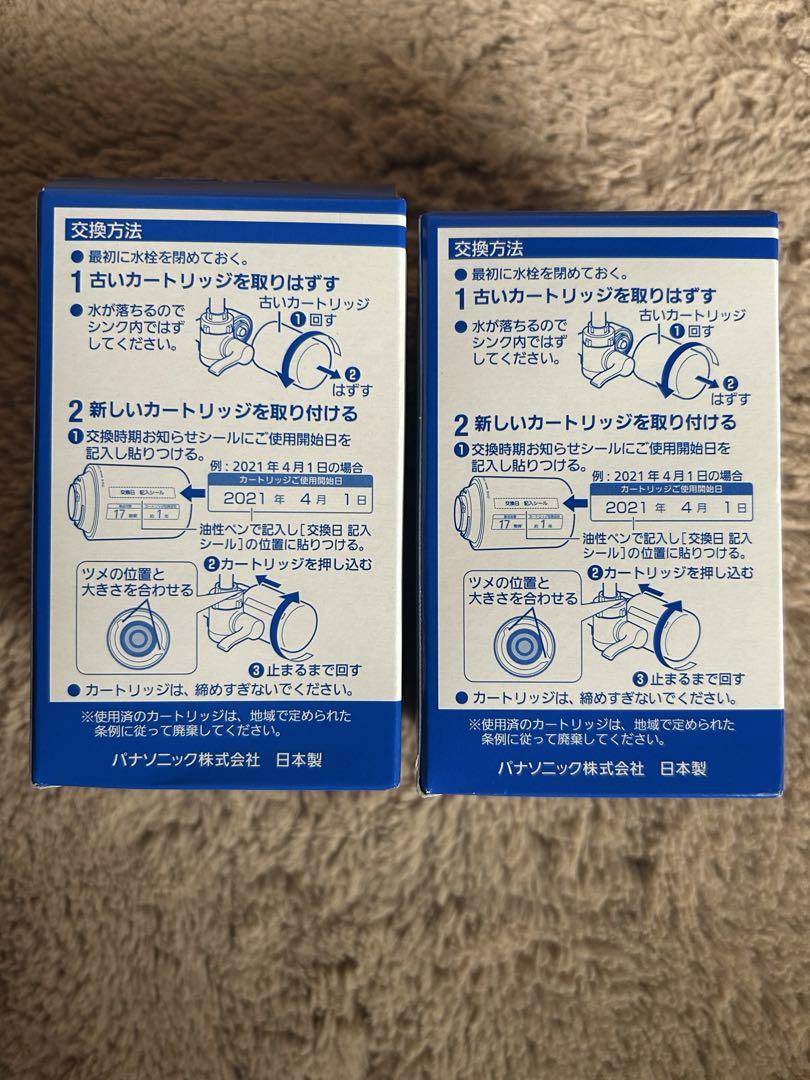 交換方法
● 最初に水栓を閉めておく。
1 古いカートリッジを取りはずす
● 水が落ちるので
シンク内ではず
してください。
古いカートリッジ
❶回す
❷
はずす
2 新しいカートリッジを取り付ける
❶交換時期お知らせシールにご使用開始日を
記入し貼りつける。
例：2021年4月1日の場合
カートリッジご使用開始日
2021 年 4 月 1 日
交換日 記入シール
17
約1年
油性ペンで記入し[交換日 記入
シール]の位置に貼りつける。
❷カートリッジを押し込む
ツメの位置と
大きさを合わせる
❸止まるまで回す
● カートリッジは、締めすぎないでください。
※使用済のカートリッジは、地域で定められた
条例に従って廃棄してください。
パナソニック株式会社 日本製
交換方法
● 最初に水栓を閉めておく。
1 古いカートリッジを取りはずす
● 水が落ちるので
シンク内ではず
してください。
古いカートリッジ
❶回す
❷
はずす
2 新しいカートリッジを取り付ける
❶交換時期お知らせシールにご使用開始日を
記入し貼りつける。
例：2021年4月1日の場合
カートリッジご使用開始日
2021 年 4 月 1 日
交換日 記入シール
17
約1年
油性ペンで記入し[交換日 記入
シール]の位置に貼りつける。
❷カートリッジを押し込む
ツメの位置と
大きさを合わせる
❸止まるまで回す
● カートリッジは、締めすぎないでください。
※使用済のカートリッジは、地域で定められた
条例に従って廃棄してください。
パナソニック株式会社 日本製